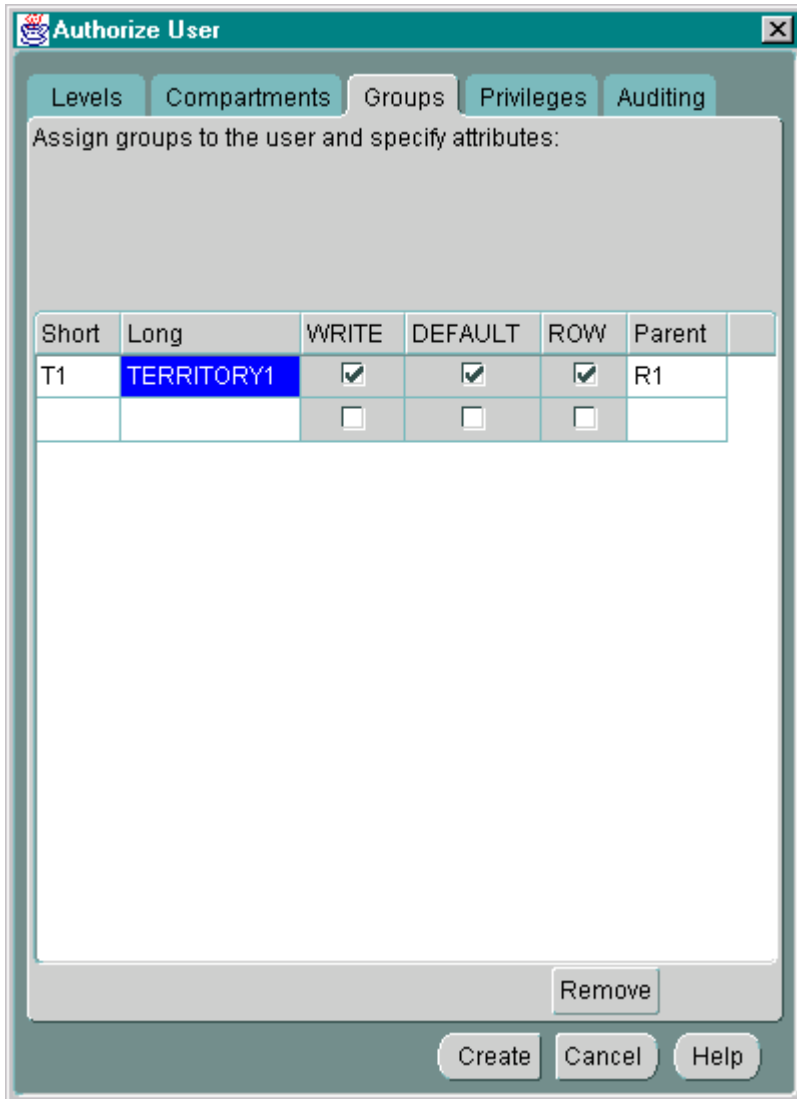 Authorize User
Levels Compartments Groups Privileges Auditing
Assign groups to the user and specify attributes:
Short Long WRITE DEFAULT ROW Parent
T1 TERRITORY1 R1
Remove
Create Cancel Help